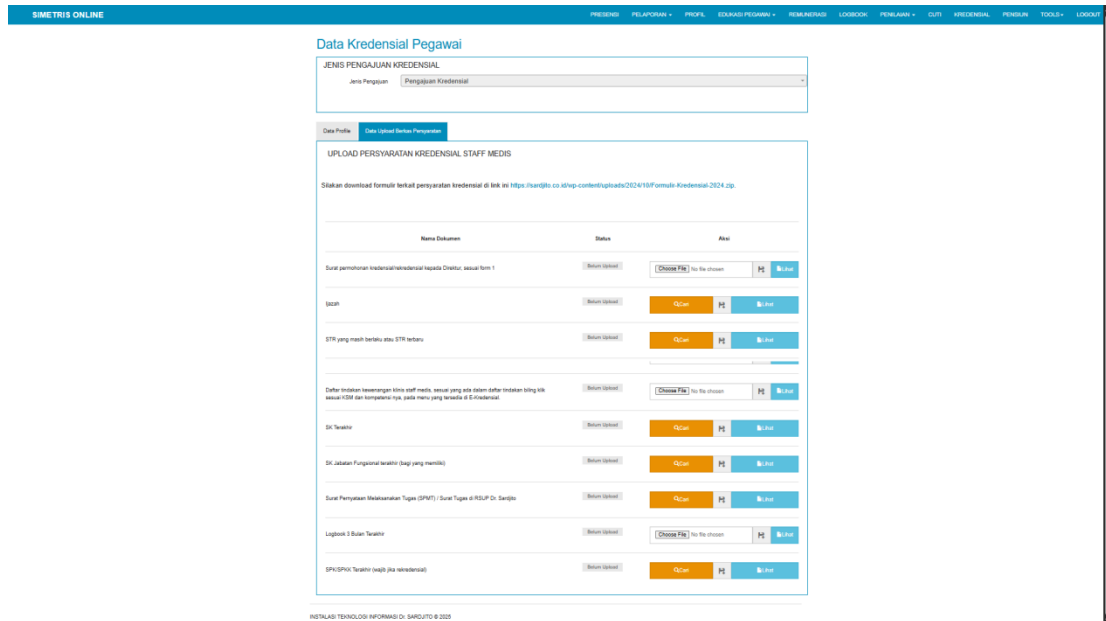 SIMETRIS ONLINE
PRESENSI PELAPORAN PROFIL EDUKASI PEGAWAI REMUNERASI LOGBOOK PENILAIAN CUTI KREDENSIAL PENSIUN TOOLS LOGOUT
Data Kredensial Pegawai
JENIS PENGAJUAN KREDENSIAL
Jenis Pengajuan Pengajuan Kredensial
Data Profile Data Upload Berkas Persyaratan
UPLOAD PERSYARATAN KREDENSIAL STAFF MEDIS
Silakan download formulir terkait persyaratan kredensial di link ini https://sardjito.co.id/wp-content/uploads/2024/10/Formulir-Kredensial-2024.zip.
Nama Dokumen Status Aksi
Surat permohonan kredensial/rekredensial kepada Direktur, sesuai form 1 Belum Upload Choose File No file chosen Lihat
Ijazah Belum Upload Cari Lihat
STR yang masih berlaku atau STR terbaru Belum Upload Cari Lihat
Daftar tindakan kewenangan klinis staff medis, sesuai yang ada dalam daftar tindakan biling klik
sesuai KSM dan kompetensi nya, pada menu yang tersedia di E-Kredensial. Belum Upload Choose File No file chosen Lihat
SK Terakhir Belum Upload Cari Lihat
SK Jabatan Fungsional terakhir (bagi yang memiliki) Belum Upload Cari Lihat
Surat Pernyataan Melaksanakan Tugas (SPMT) / Surat Tugas di RSUP Dr. Sardjito Belum Upload Cari Lihat
Logbook 3 Bulan Terakhir Belum Upload Choose File No file chosen Lihat
SPK/SPKK Terakhir (wajib jika rekredensial) Belum Upload Cari Lihat
INSTALASI TEKNOLOGI INFORMASI Dr. SARDJITO © 2025